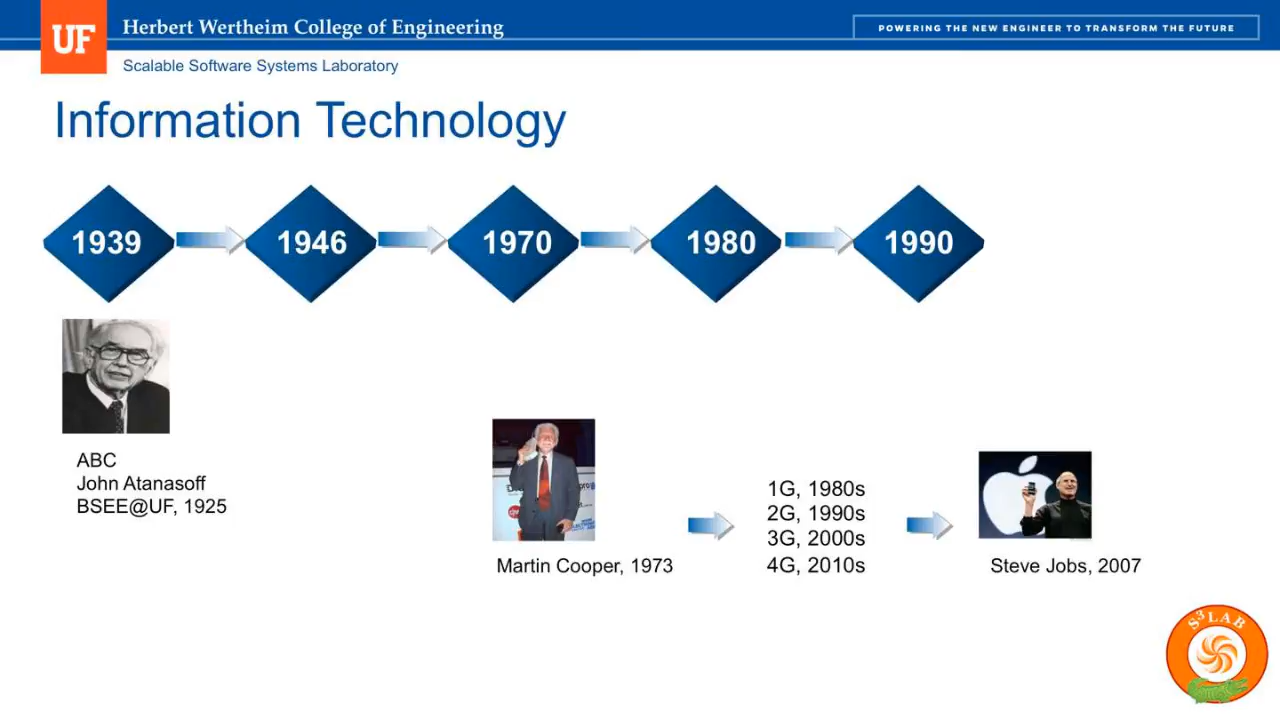 UF
Herbert Wertheim College of Engineering
POWERING THE NEW ENGINEER TO TRANSFORM THE FUTURE
Scalable Software Systems Laboratory
Information Technology
1939
1946
1970
1980
1990
ABC
John Atanasoff
BSEE@UF, 1925
Martin Cooper, 1973
1G, 1980s
2G, 1990s
3G, 2000s
4G, 2010s
Steve Jobs, 2007
S³LAB